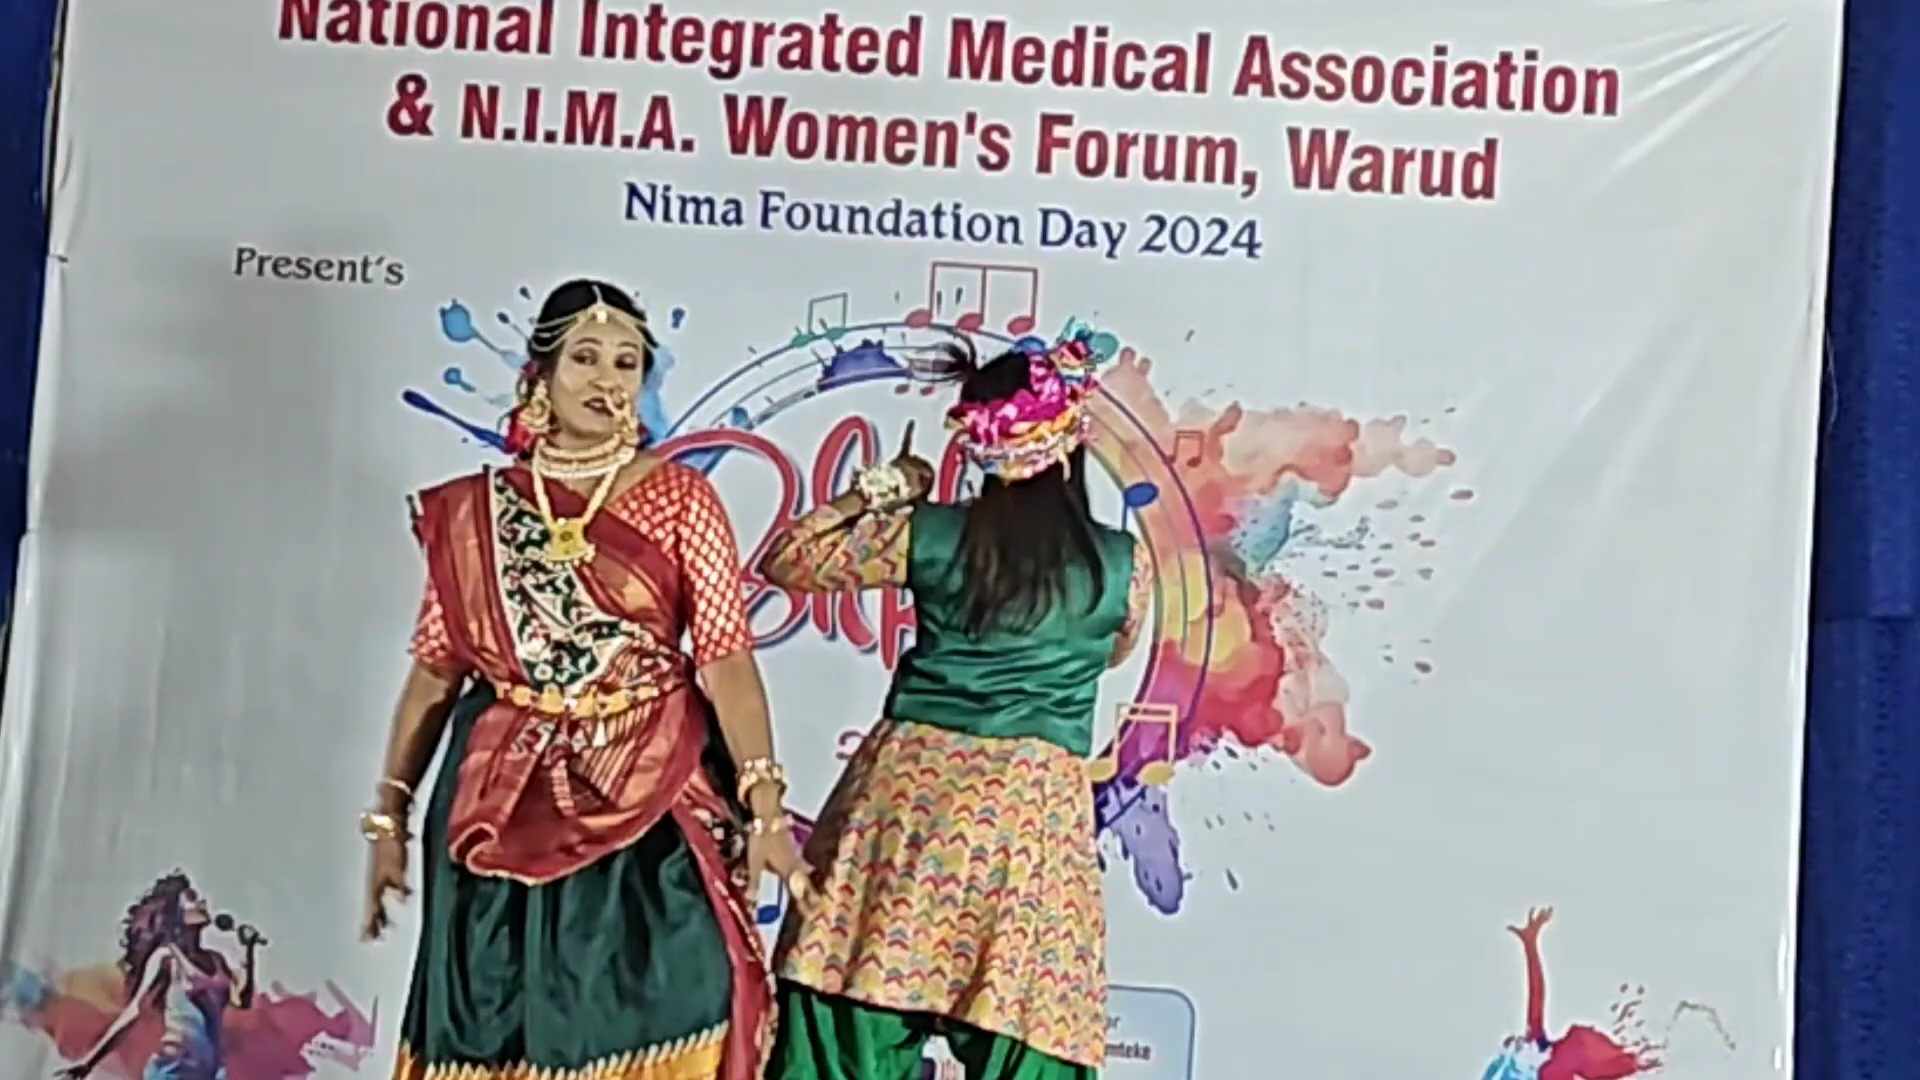 National Integrated Medical Association
& N.I.M.A. Women's Forum, Warud
Nima Foundation Day 2024
Present's